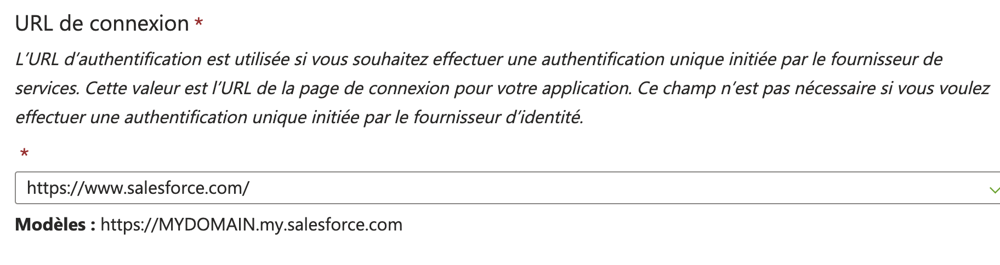 URL de connexion *
L’URL d’authentification est utilisée si vous souhaitez effectuer une authentification unique initiée par le fournisseur de
services. Cette valeur est l’URL de la page de connexion pour votre application. Ce champ n’est pas nécessaire si vous voulez
effectuer une authentification unique initiée par le fournisseur d’identité.
*
https://www.salesforce.com/
Modèles : https://MYDOMAIN.my.salesforce.com